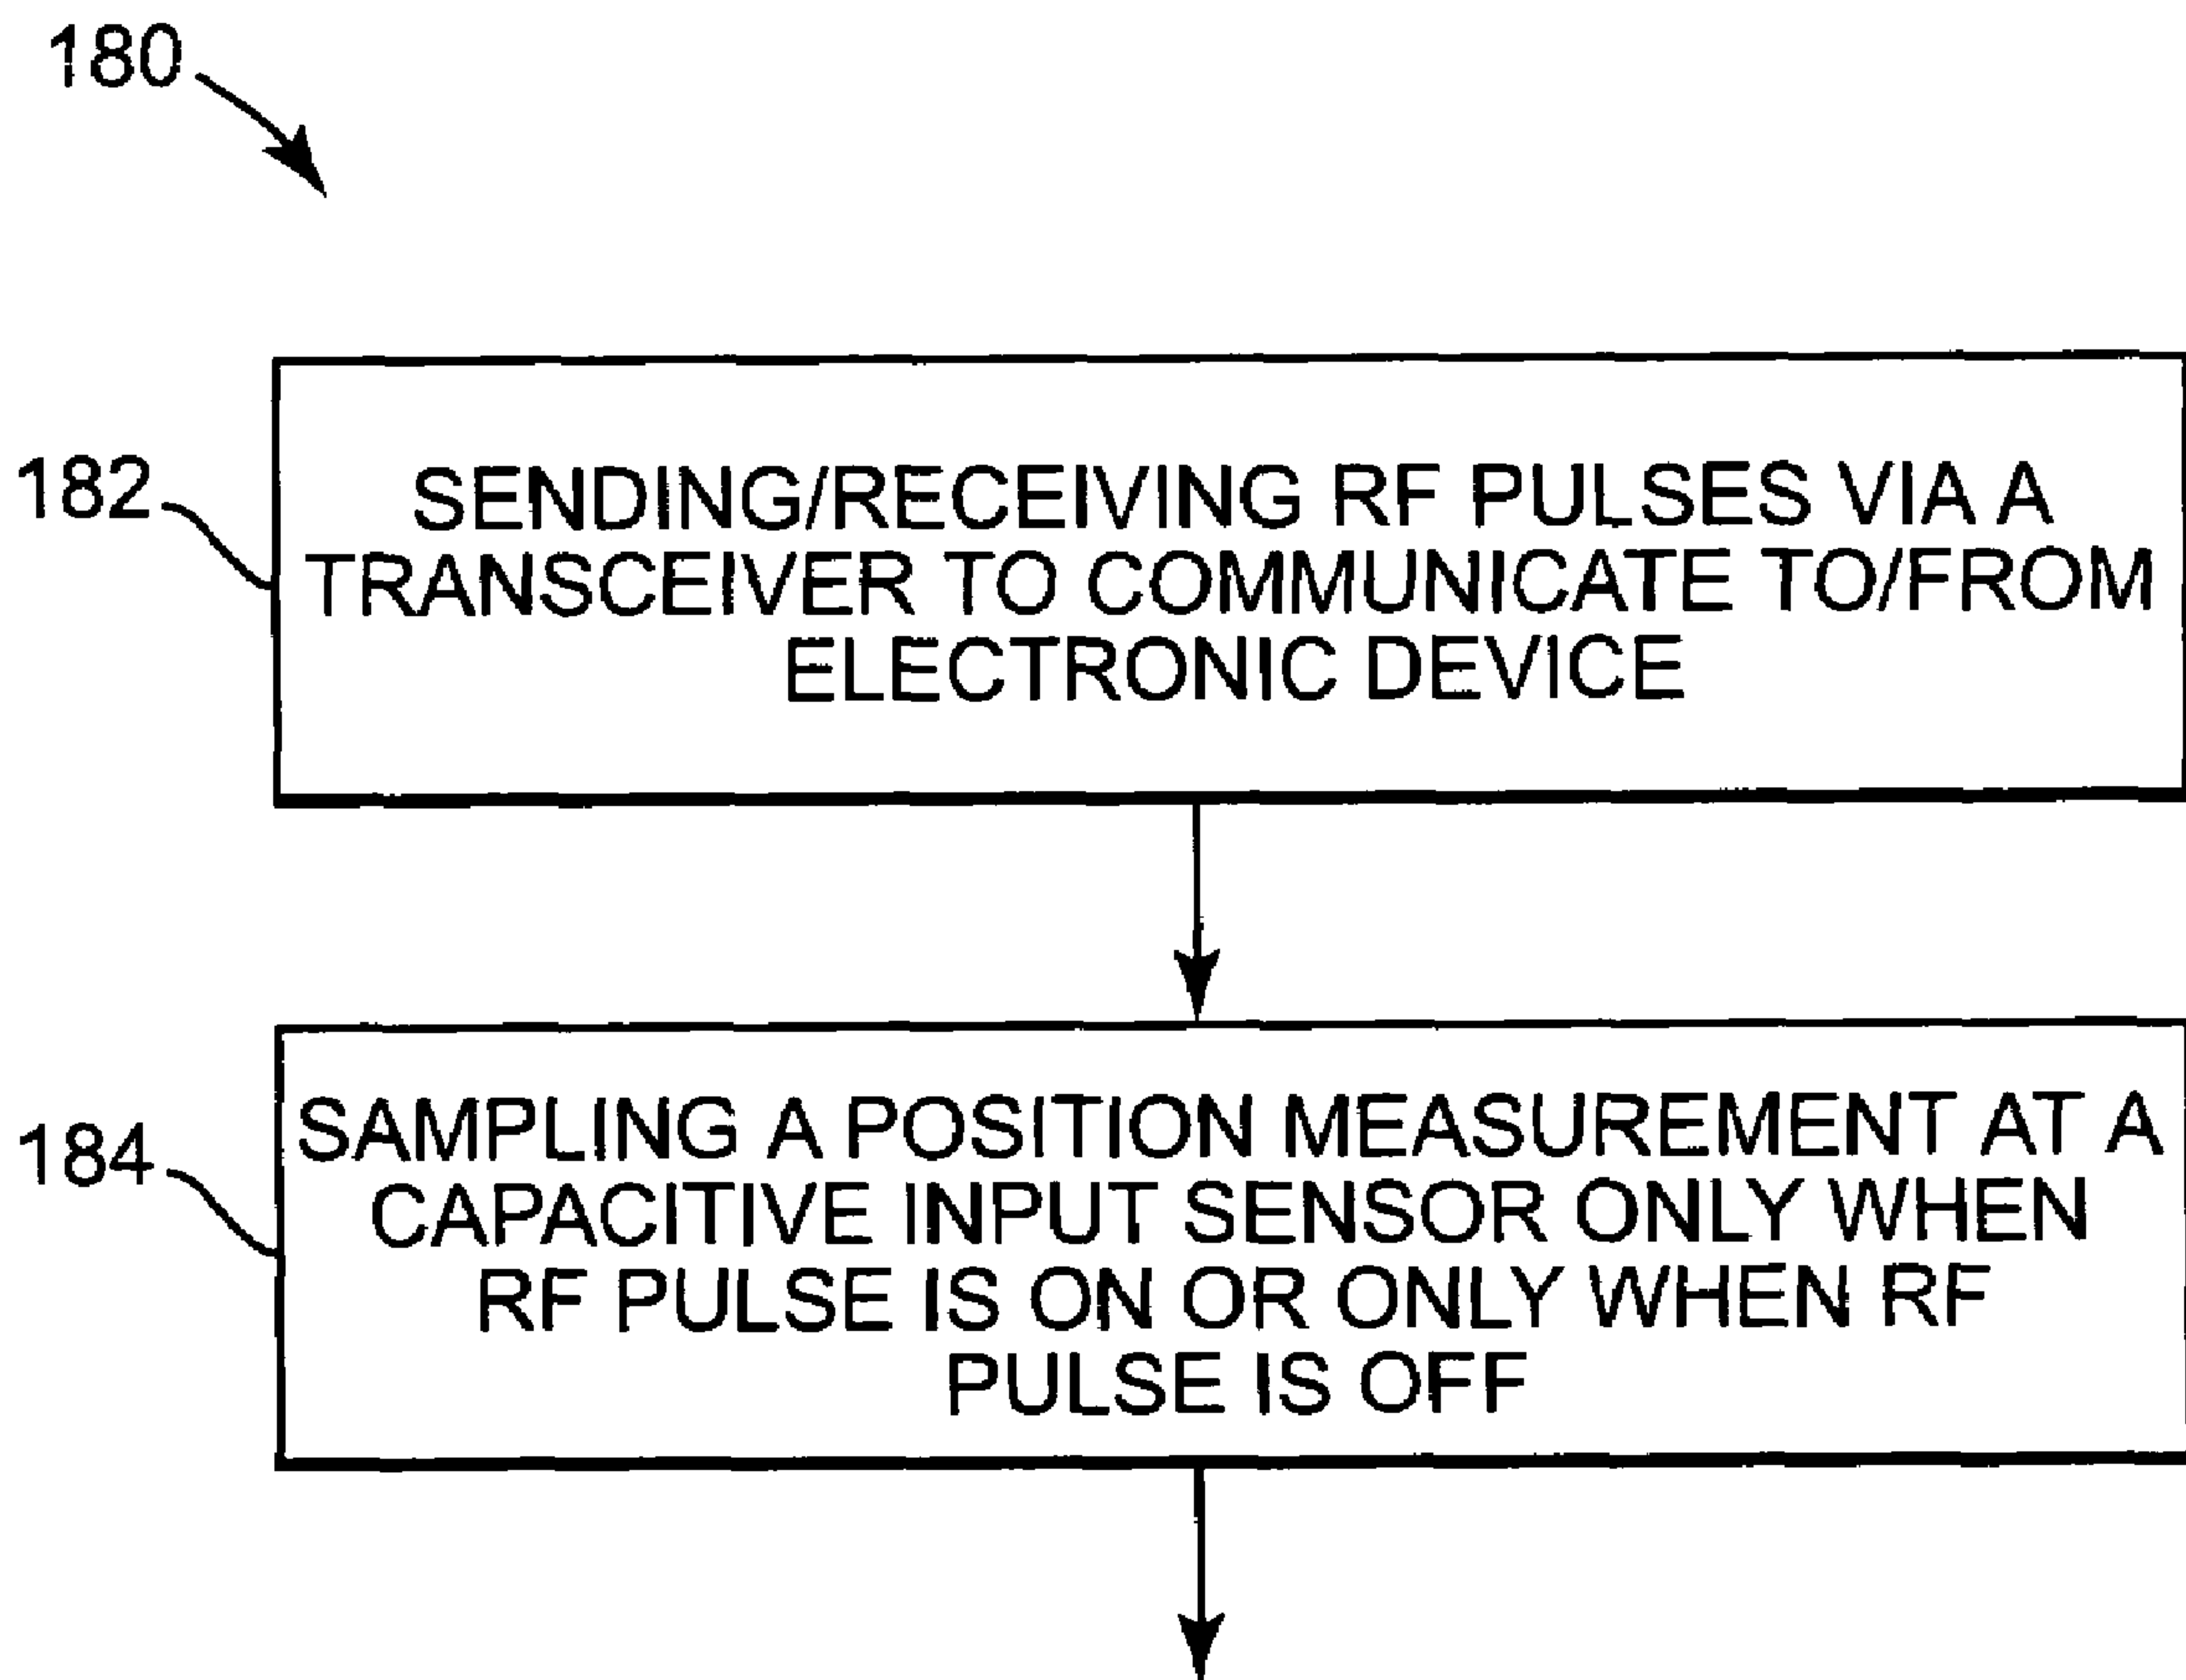 180
182
SENDING/RECEIVING RF PULSES VIA A
TRANSCEIVER TO COMMUNICATE TO/FROM
ELECTRONIC DEVICE
184
SAMPLING A POSITION MEASUREMENT AT A
CAPACITIVE INPUT SENSOR ONLY WHEN
RF PULSE IS ON OR ONLY WHEN RF
PULSE IS OFF